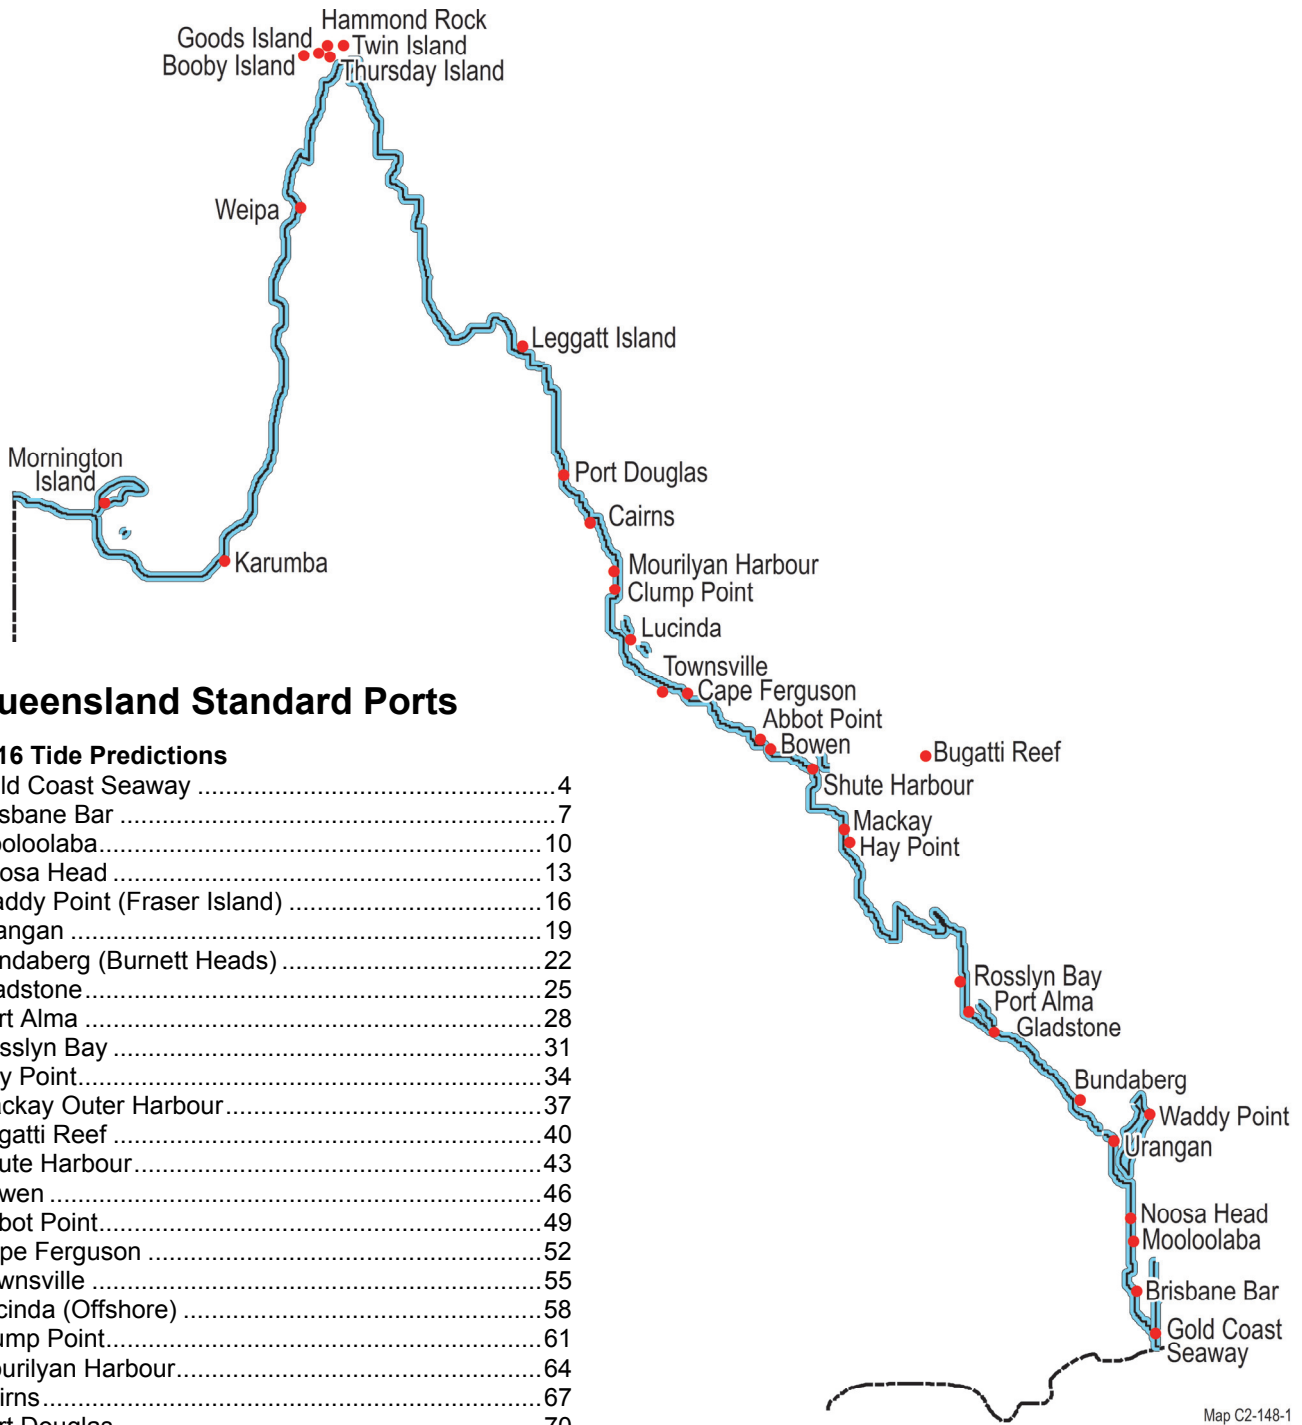 Hammond Rock
Goods Island
Twin Island
Booby Island
Thursday Island
Weipa
Leggatt Island
Mornington
Island
Port Douglas
Cairns
Karumba
Mourilyan Harbour
Clump Point
Lucinda
Townsville
Cape Ferguson
Abbot Point
Bowen
Bugatti Reef
Shute Harbour
Mackay
Hay Point
Rosslyn Bay
Port Alma
Gladstone
Bundaberg
Waddy Point
Urangan
Noosa Head
Mooloolaba
Brisbane Bar
Gold Coast
Seaway
ueensland Standard Ports
16 Tide Predictions
ld Coast Seaway ...................................................4
sbane Bar ..............................................................7
oloolaba...............................................................10
osa Head .............................................................13
addy Point (Fraser Island) ....................................16
angan ...................................................................19
ndaberg (Burnett Heads) .....................................22
adstone.................................................................25
rt Alma .................................................................28
sslyn Bay .............................................................31
y Point..................................................................34
ackay Outer Harbour.............................................37
gatti Reef .............................................................40
ute Harbour..........................................................43
wen ......................................................................46
bot Point...............................................................49
pe Ferguson ........................................................52
wnsville ................................................................55
cinda (Offshore) ...................................................58
ump Point..............................................................61
ourilyan Harbour....................................................64
irns.......................................................................67
rt Douglas.............................................................70
Map C2-148-1